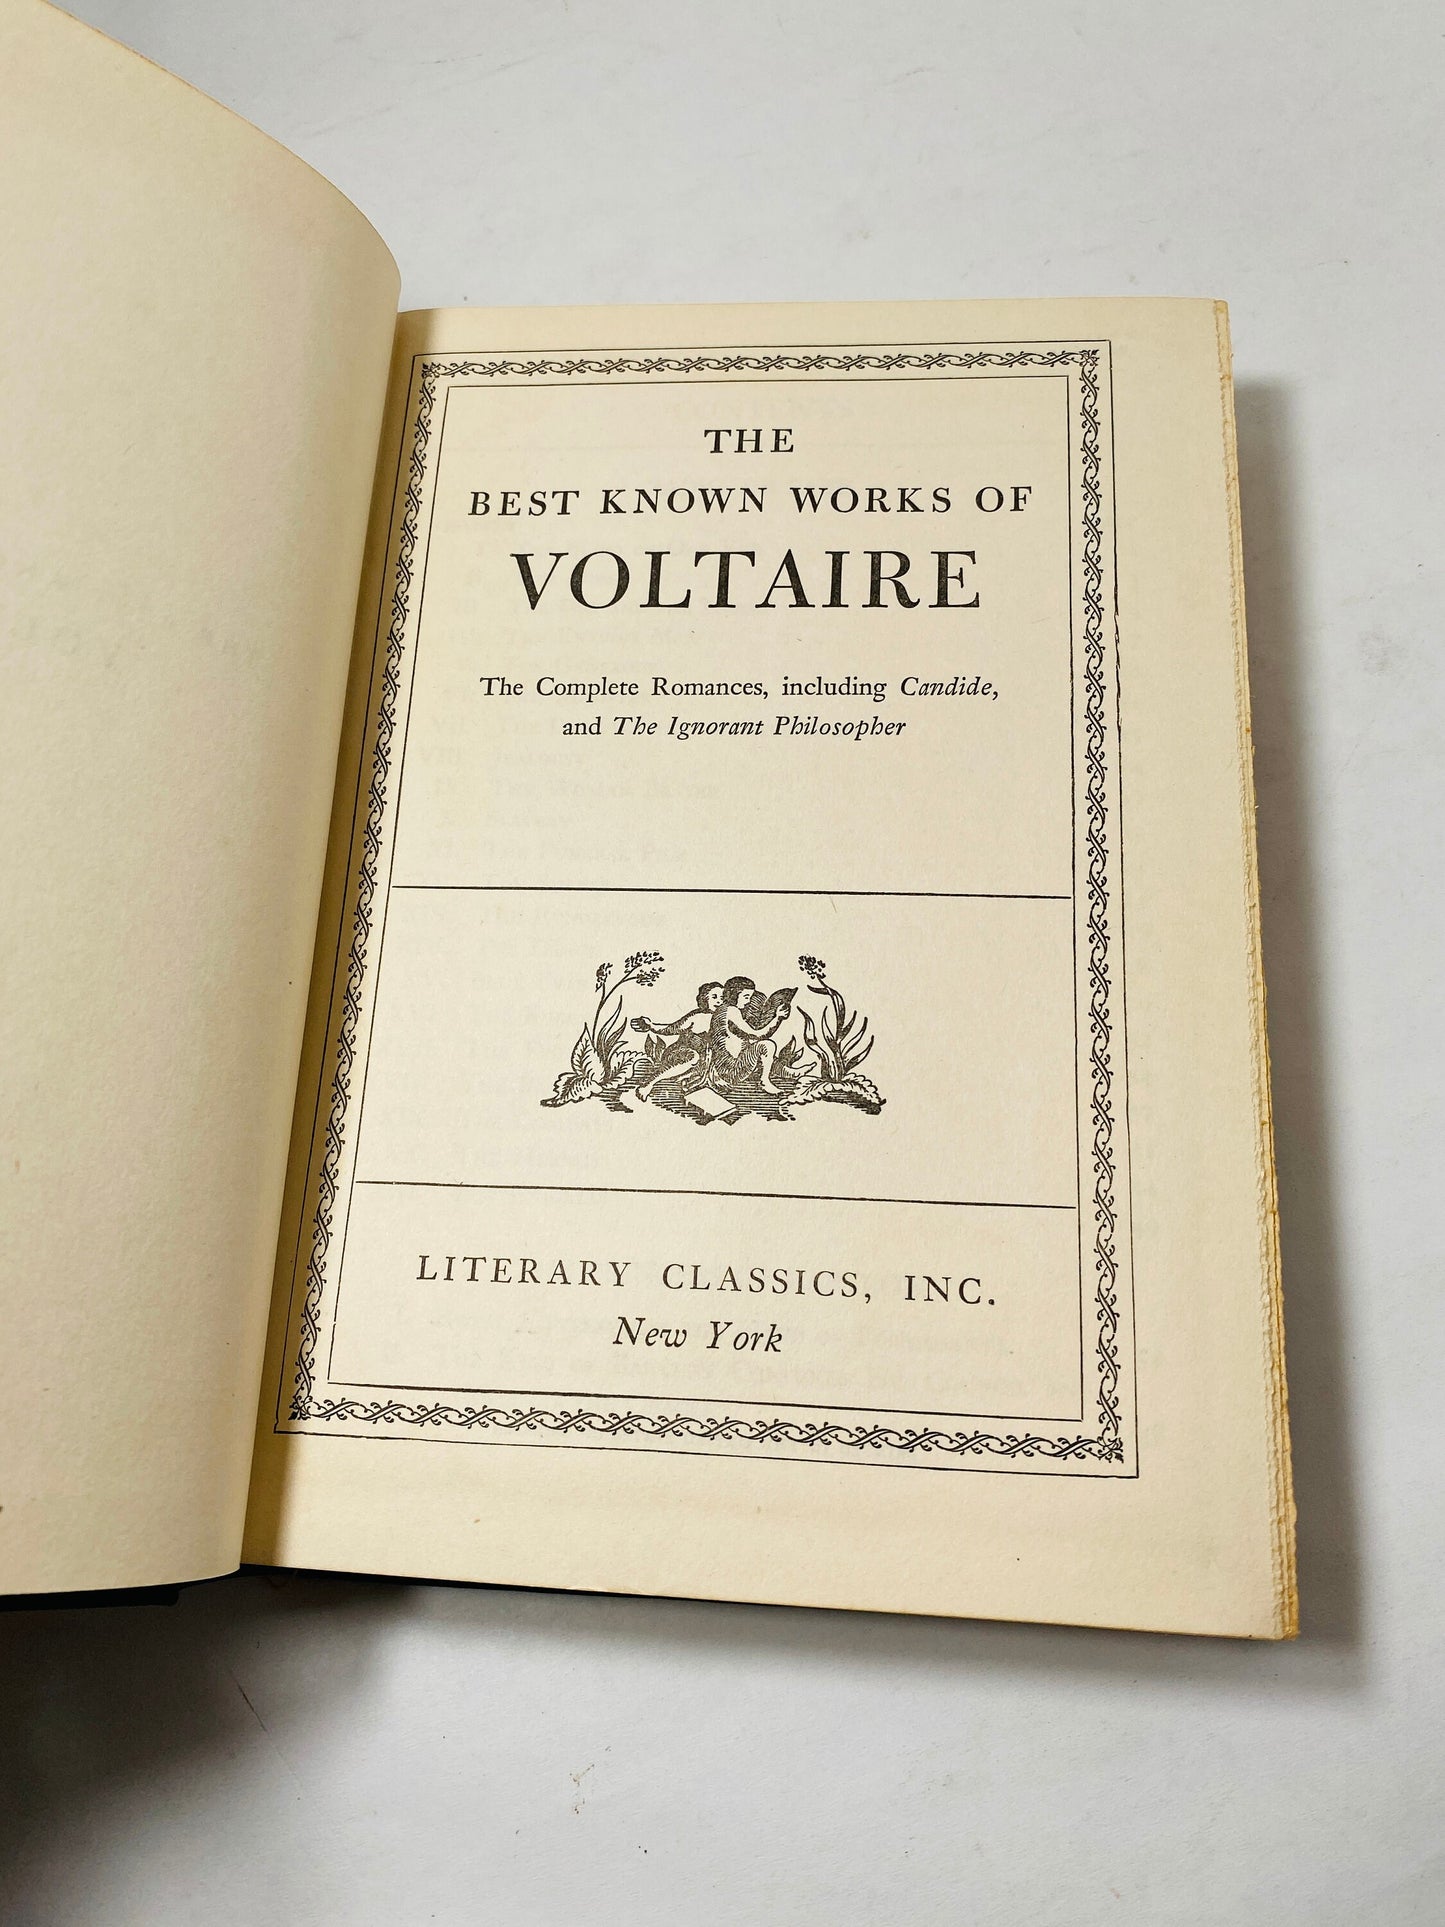 THE
BEST KNOWN WORKS OF
VOLTAIRE
The Complete Romances, including Candide,
and The Ignorant Philosopher
LITERARY CLASSICS, INC.
New York